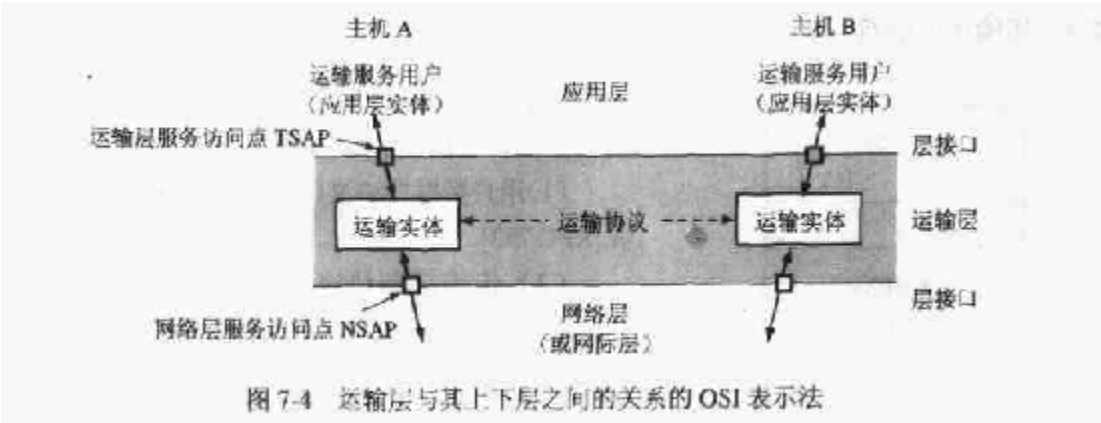 主机 A
主机 B
运输服务用户
(应用层实体)
应用层
运输服务用户
(应用层实体)
运输层服务访问点 TSAP
层接口
运输实体
运输协议
运输实体
运输层
层接口
网络层服务访问点 NSAP
网络层
(或网际层)
图 7-4 运输层与其上下层之间的关系的 OSI 表示法